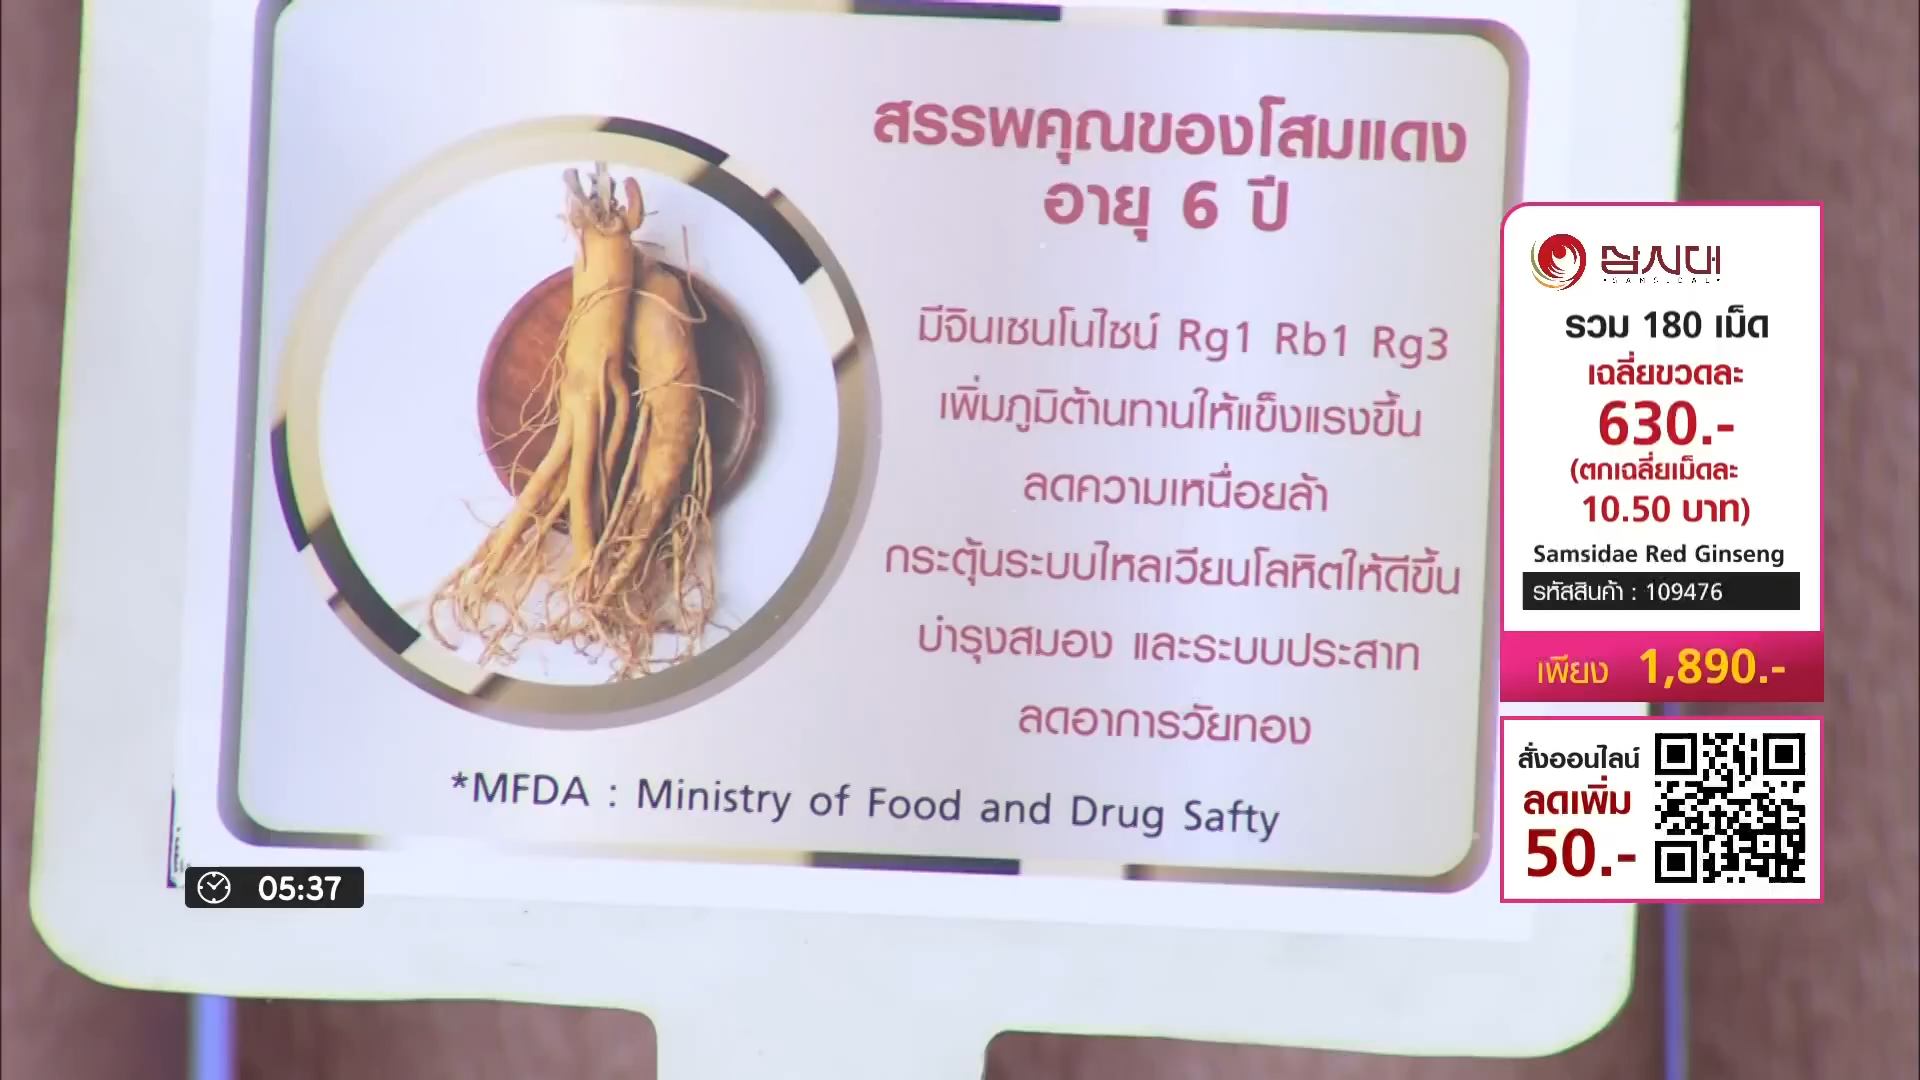 สรรพคุณของโสมแดง
อายุ 6 ปี
มีจินเซนโนไซน์ Rg1 Rb1 Rg3
เพิ่มภูมิต้านทานให้แข็งแรงขึ้น
ลดความเหนื่อยล้า
กระตุ้นระบบไหลเวียนโลหิตให้ดีขึ้น
บำรุงสมอง และระบบประสาท
ลดอาการวัยทอง
*MFDA : Ministry of Food and Drug Safty
05:37
삼시대
SAMSIDAE
รวม 180 เม็ด
เฉลี่ยขวดละ
630.-
(ตกเฉลี่ยเม็ดละ
10.50 บาท)
Samsidae Red Ginseng
รหัสสินค้า : 109476
เพียง 1,890.-
สั่งออนไลน์
ลดเพิ่ม
50.-